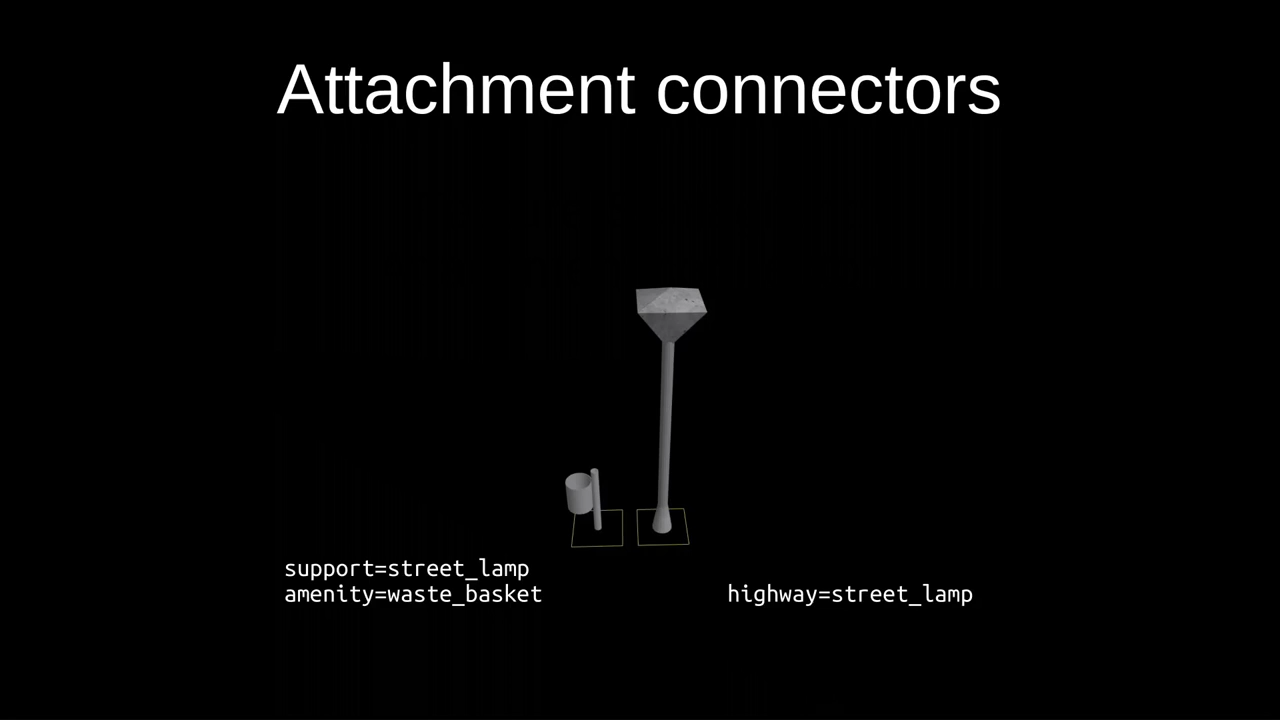 Attachment connectors
support=street_lamp
amenity=waste_basket
highway=street_lamp